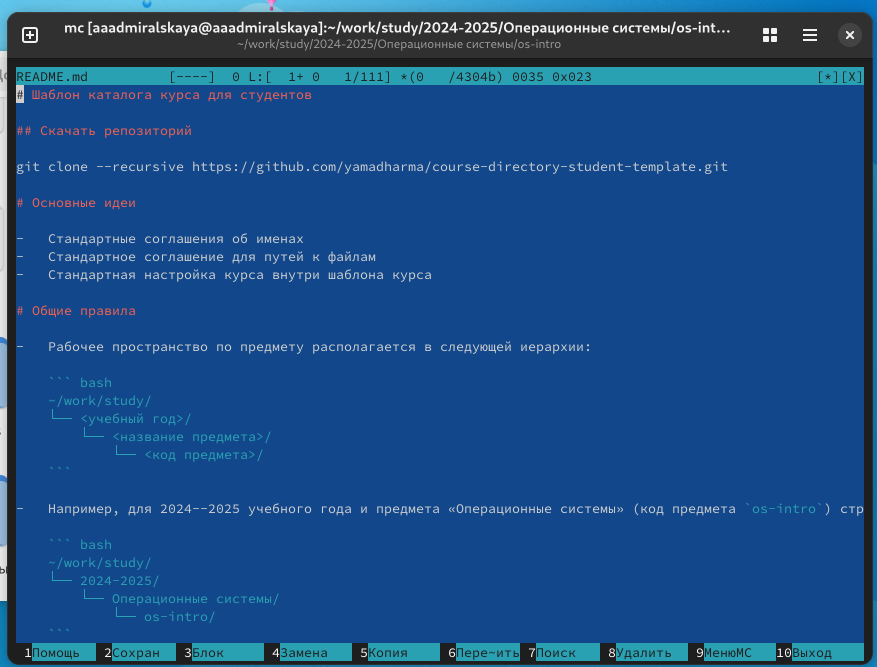 mc [aaadmiralskaya@aaadmiralskaya]:~/work/study/2024-2025/Операционные системы/os-int...
~/work/study/2024-2025/Операционные системы/os-intro
README.md [----] 0 L:[ 1+ 0 1/111] *(0 /4304b) 0035 0x023 [*][X]
# Шаблон каталога курса для студентов
## Скачать репозиторий
git clone --recursive https://github.com/yamadharma/course-directory-student-template.git
# Основные идеи
- Стандартные соглашения об именах
- Стандартное соглашение для путей к файлам
- Стандартная настройка курса внутри шаблона курса
# Общие правила
- Рабочее пространство по предмету располагается в следующей иерархии:
``` bash
~/work/study/
└── <учебный год>/
└── <название предмета>/
└── <код предмета>/
```
- Например, для 2024--2025 учебного года и предмета «Операционные системы» (код предмета `os-intro`) стр
``` bash
~/work/study/
└── 2024-2025/
└── Операционные системы/
└── os-intro/
```
1Помощь 2Сохран 3Блок 4Замена 5Копия 6Пере~ить 7Поиск 8Удалить 9МенюMC 10Выход